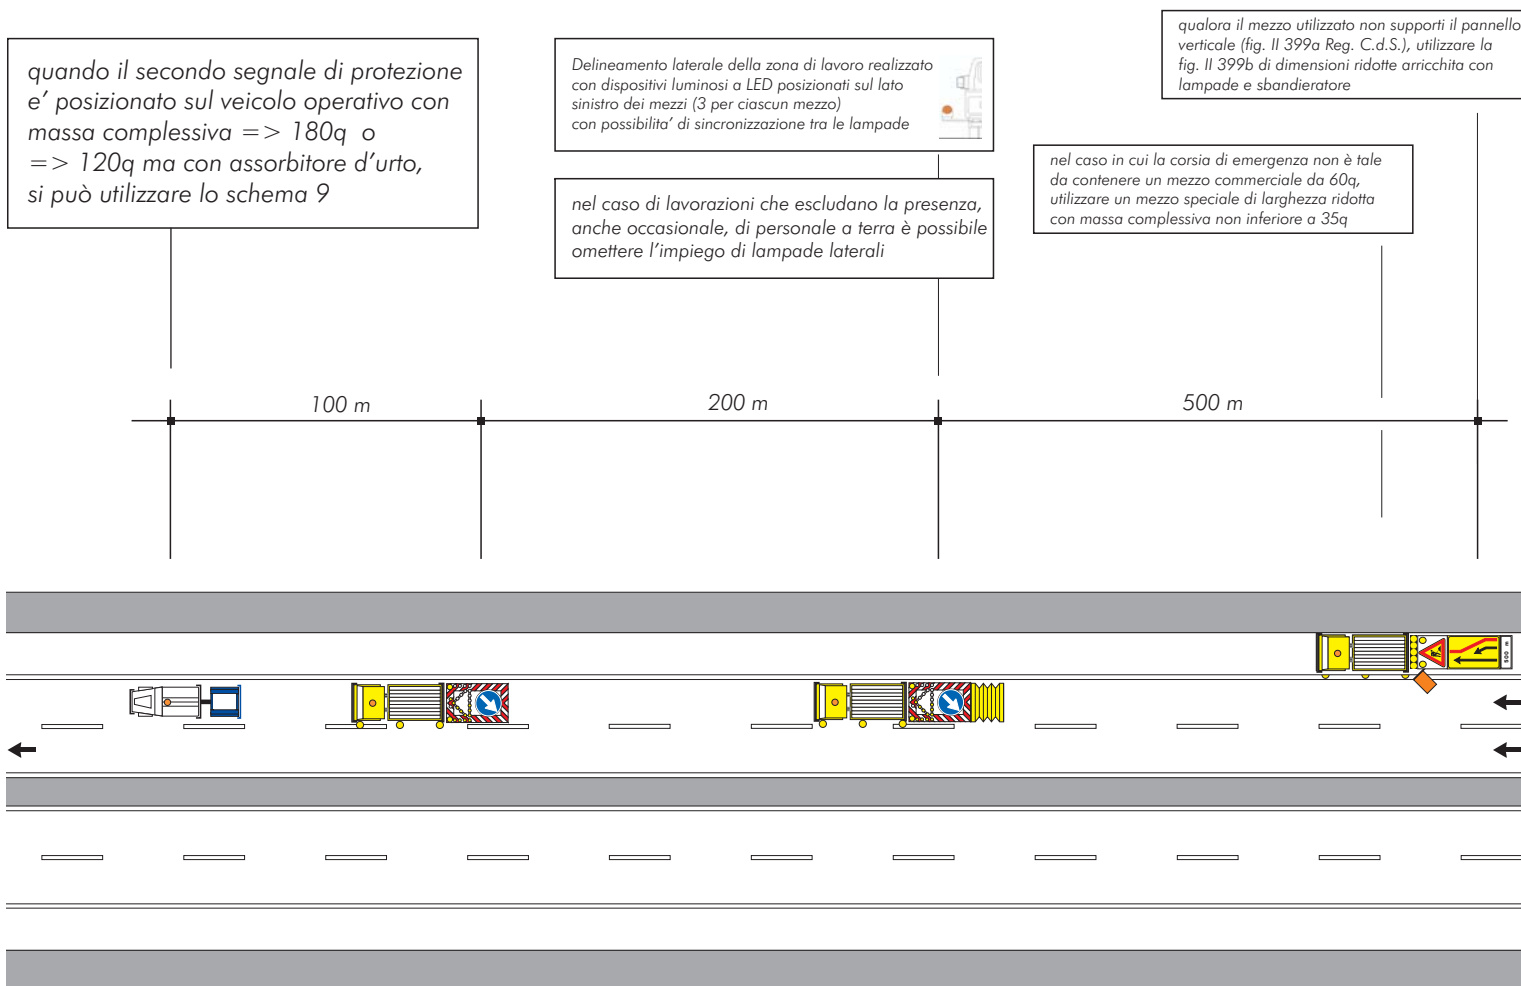 quando il secondo segnale di protezione
e' posizionato sul veicolo operativo con
massa complessiva => 180q o
=> 120q ma con assorbitore d'urto,
si può utilizzare lo schema 9
Delineamento laterale della zona di lavoro realizzato
con dispositivi luminosi a LED posizionati sul lato
sinistro dei mezzi (3 per ciascun mezzo)
con possibilita' di sincronizzazione tra le lampade
nel caso di lavorazioni che escludano la presenza,
anche occasionale, di personale a terra è possibile
omettere l'impiego di lampade laterali
qualora il mezzo utilizzato non supporti il pannello
verticale (fig. II 399a Reg. C.d.S.), utilizzare la
fig. II 399b di dimensioni ridotte arricchita con
lampade e sbandieratore
nel caso in cui la corsia di emergenza non è tale
da contenere un mezzo commerciale da 60q,
utilizzare un mezzo speciale di larghezza ridotta
con massa complessiva non inferiore a 35q
100 m
200 m
500 m
500 m